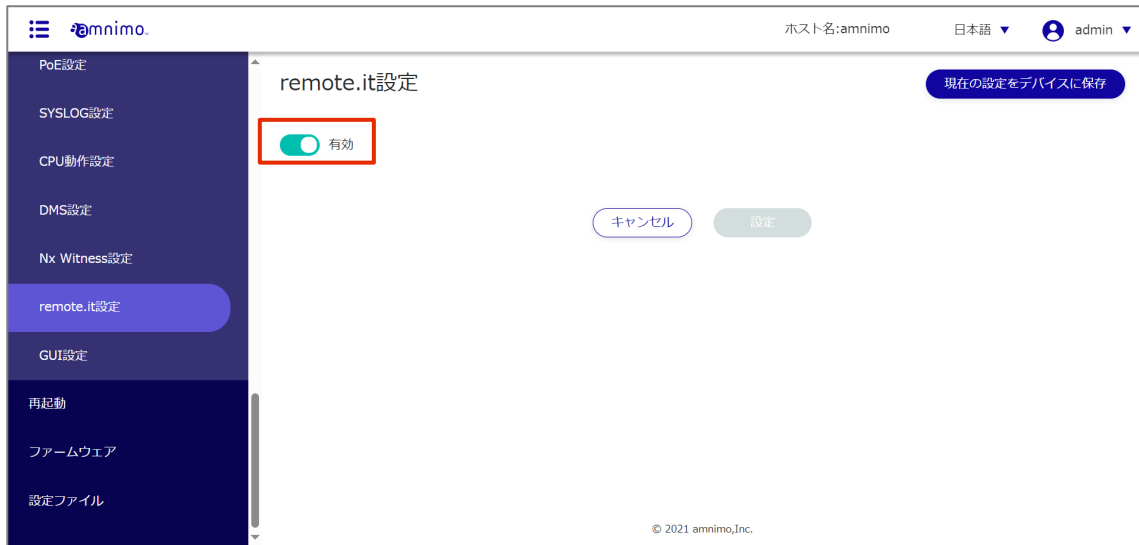 amnimo.
ホスト名:amnimo
日本語 ▼
admin ▼
PoE設定
SYSLOG設定
CPU動作設定
DMS設定
Nx Witness設定
remote.it設定
GUI設定
再起動
ファームウェア
設定ファイル
remote.it設定
現在の設定をデバイスに保存
有効
キャンセル
設定
© 2021 amnimo,Inc.